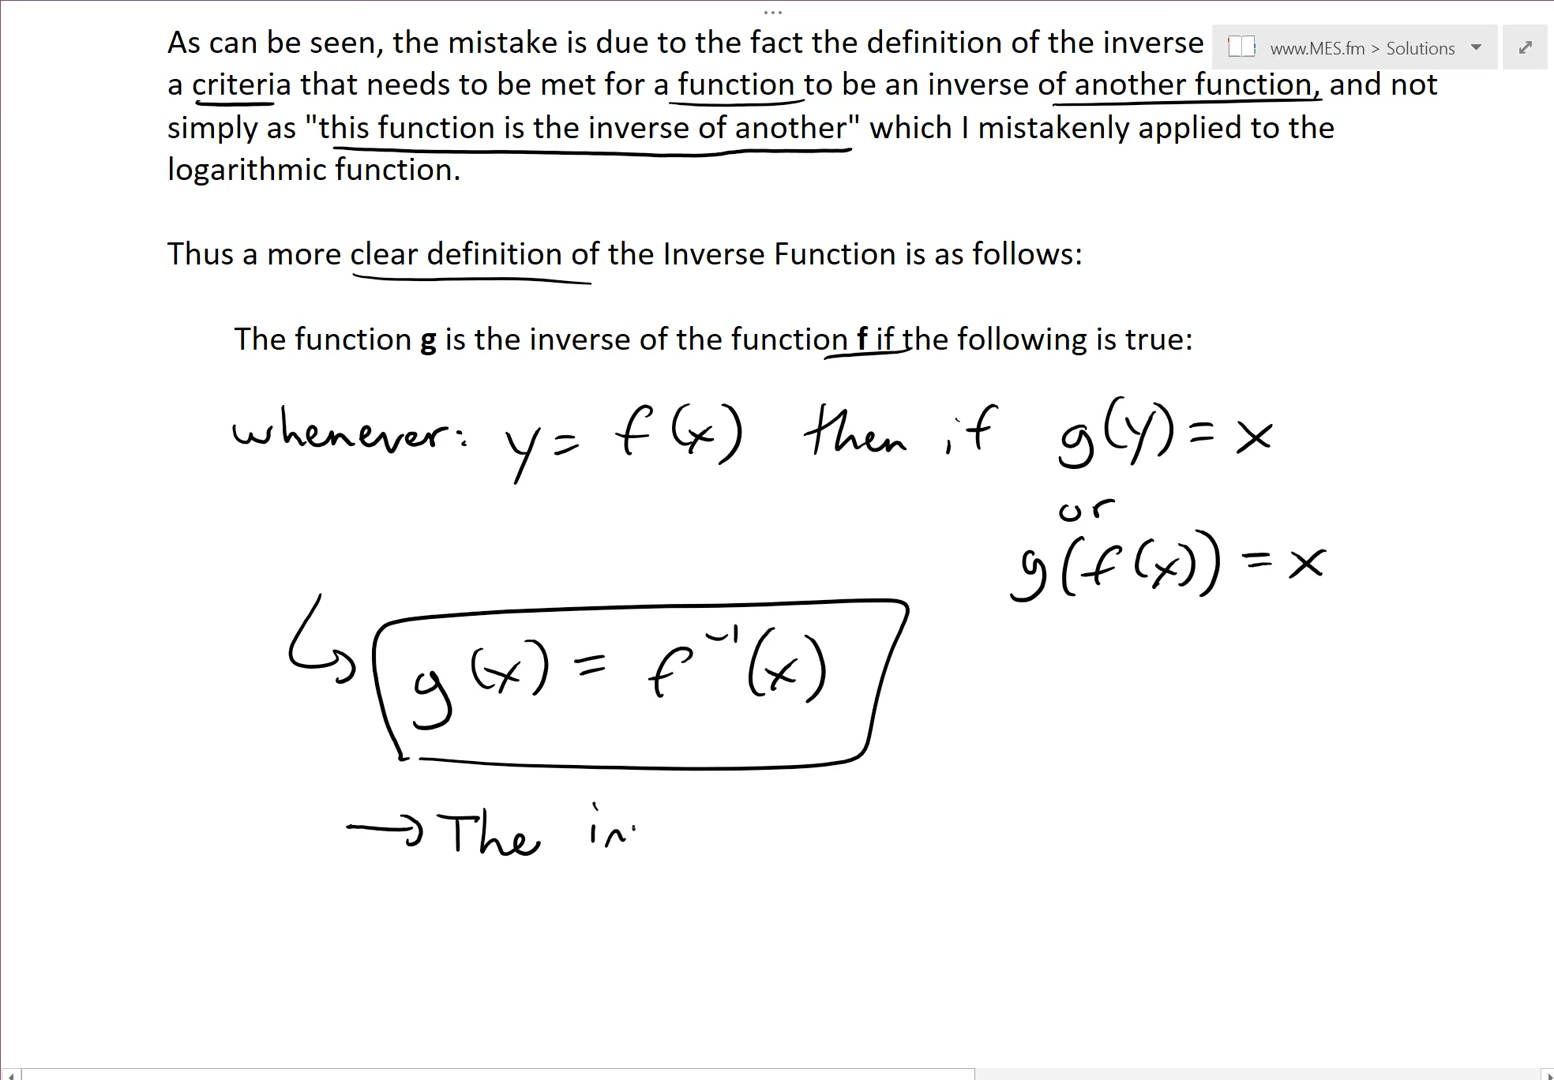 As can be seen, the mistake is due to the fact the definition of the inverse
www.MES.fm > Solutions
a criteria that needs to be met for a function to be an inverse of another function, and not
simply as "this function is the inverse of another" which I mistakenly applied to the
logarithmic function.
Thus a more clear definition of the Inverse Function is as follows:
The function g is the inverse of the function f if the following is true:
whenever: y = f(x) then if g(y) = x
or
g(f(x)) = x
g(x) = f⁻¹(x)
→ The in